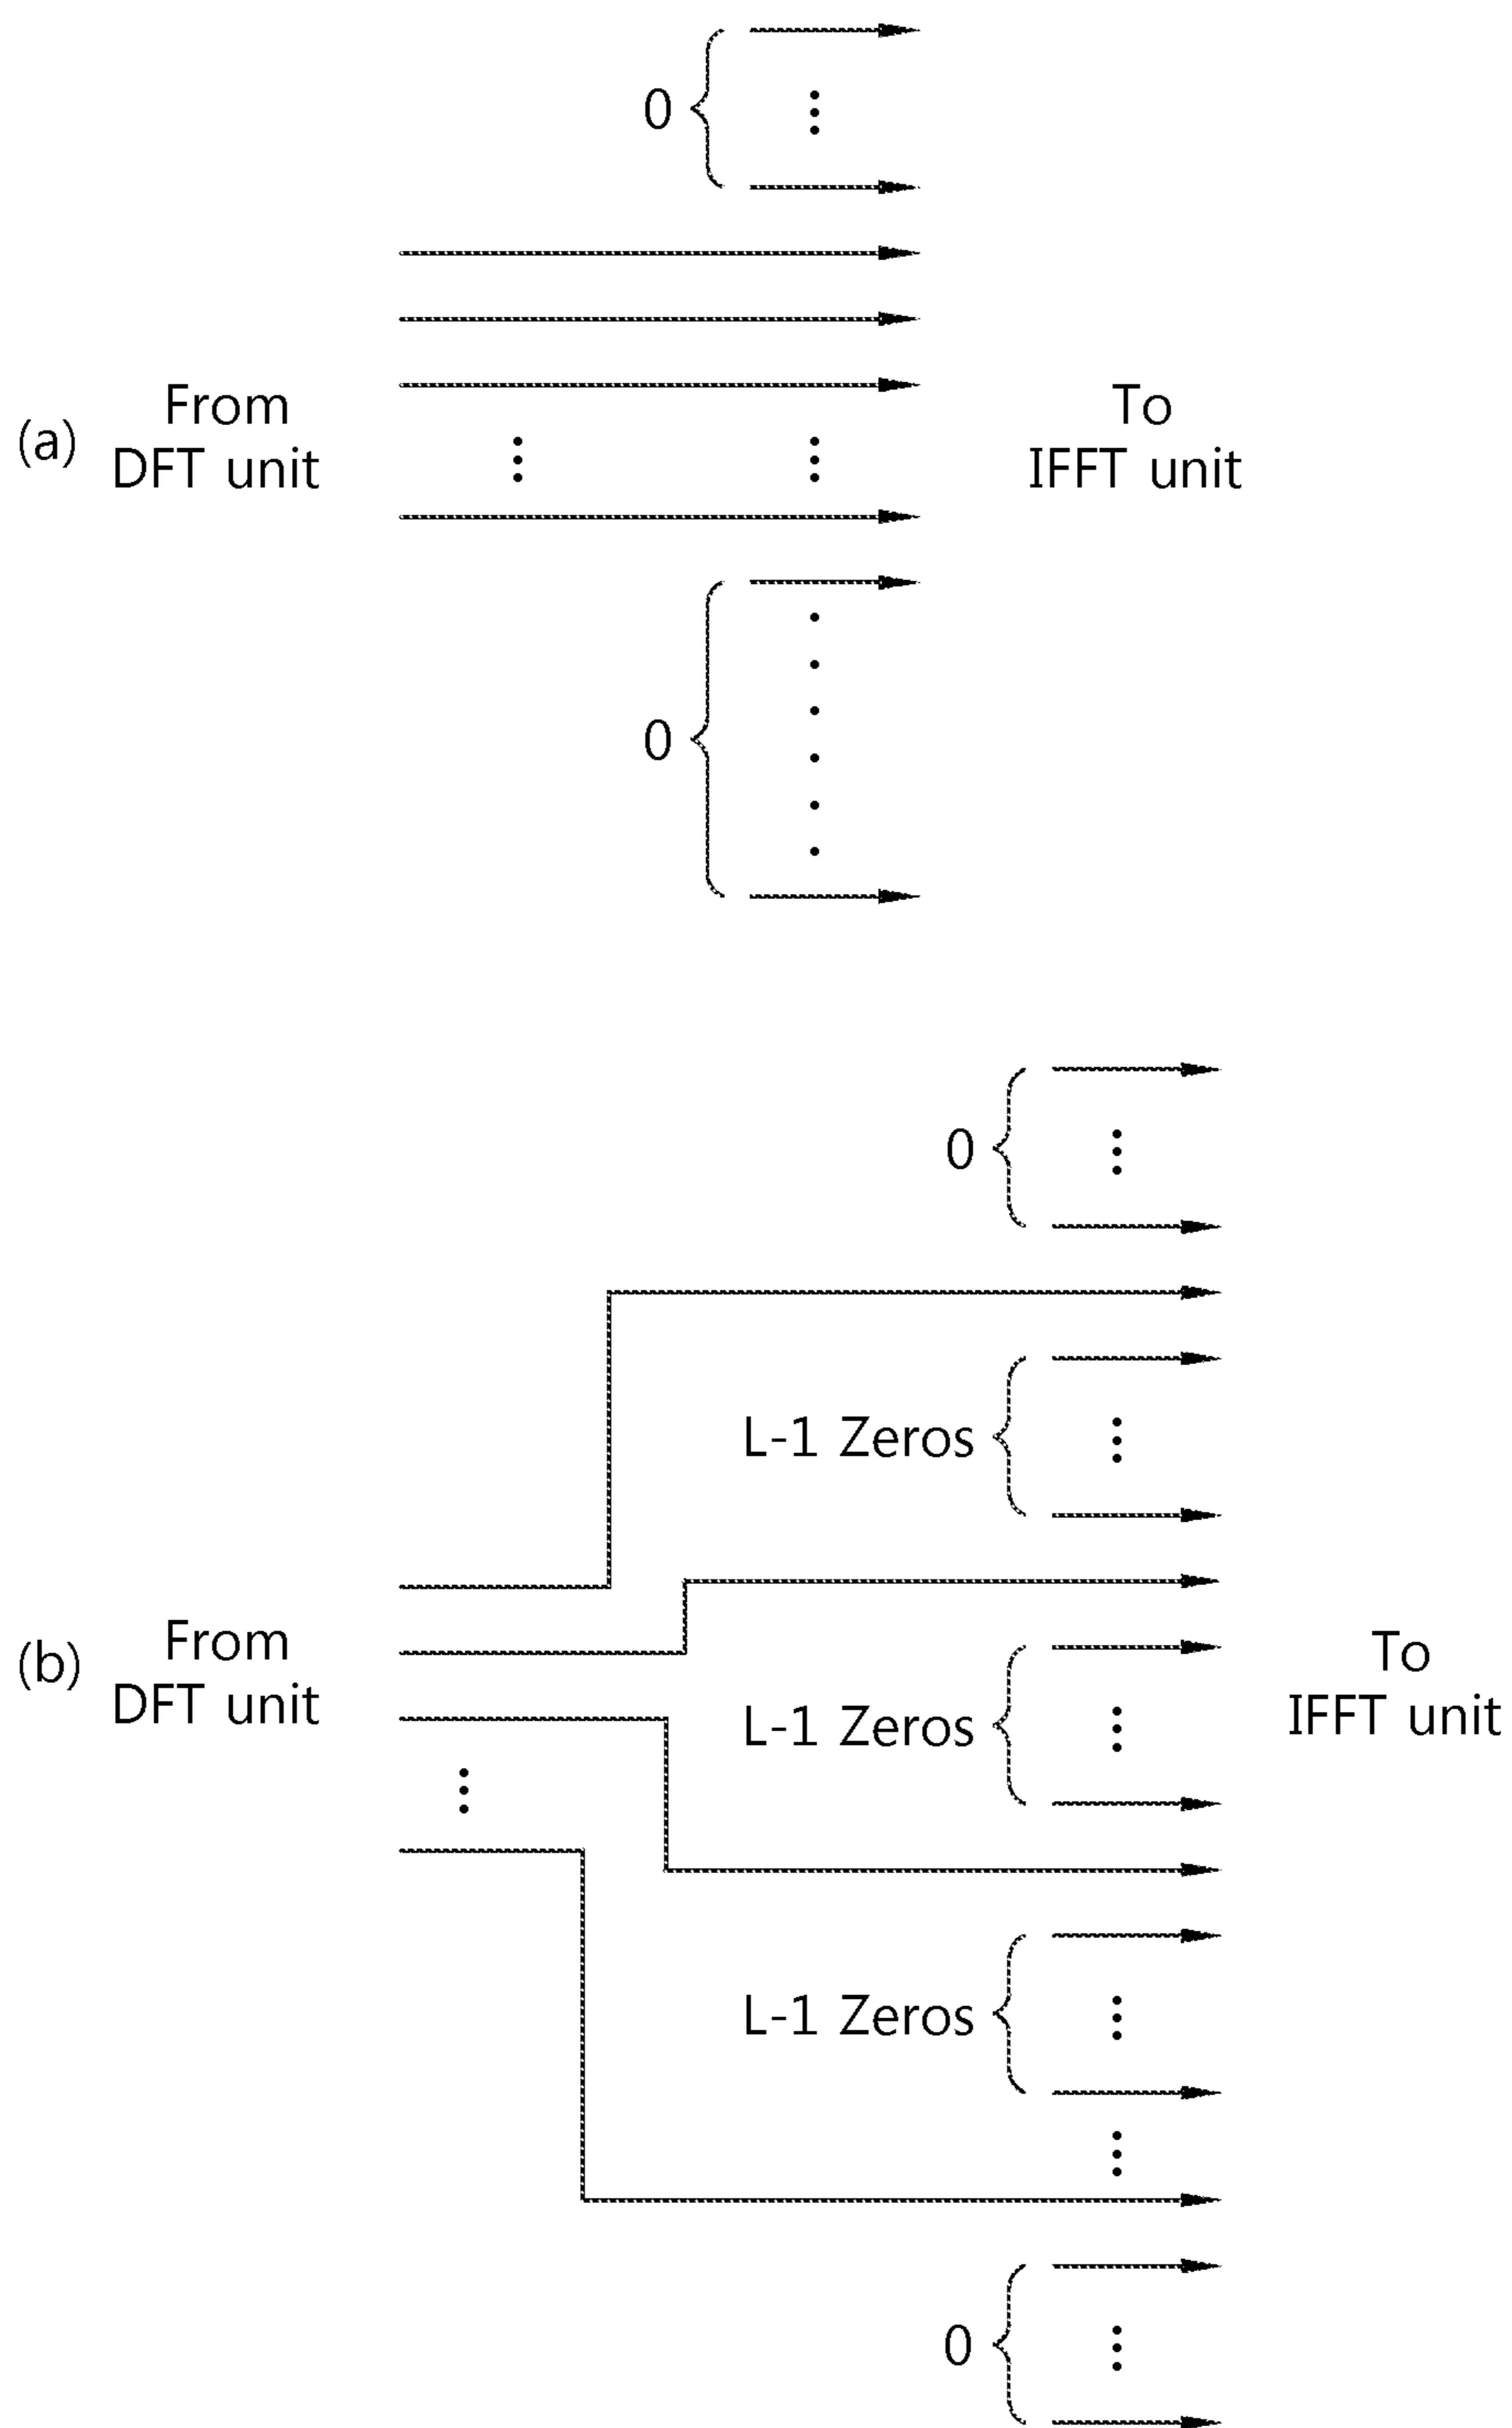 0
(a)
From
DFT unit
To
IFFT unit
0
0
L-1 Zeros
(b)
From
DFT unit
L-1 Zeros
To
IFFT unit
L-1 Zeros
0